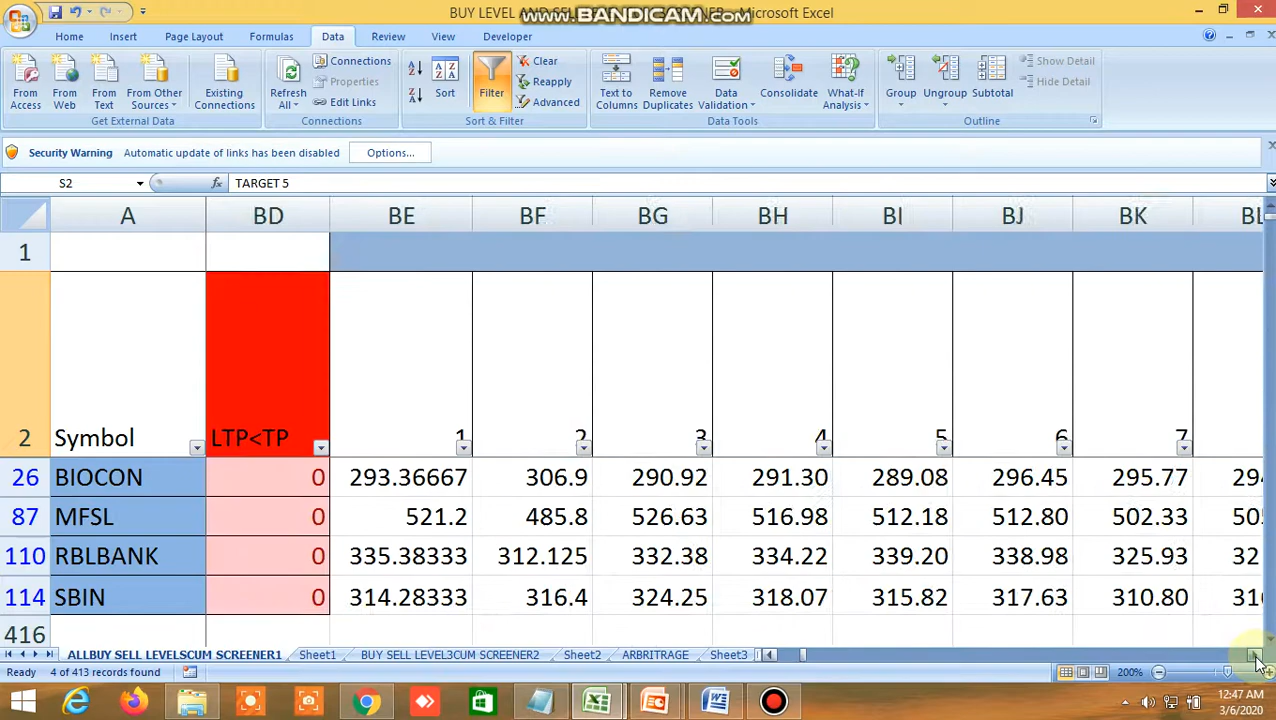 BUY LEVEL AND SEL
- Microsoft Excel
www.BANDICAM.com
Home Insert Page Layout Formulas Data Review View Developer
From Access
From Web
From Text
From Other Sources
Existing Connections
Get External Data
Refresh All
Connections
Properties
Edit Links
Connections
Sort
Filter
Clear
Reapply
Advanced
Sort & Filter
Text to Columns
Remove Duplicates
Data Validation
Consolidate
What-If Analysis
Data Tools
Group
Ungroup
Subtotal
Show Detail
Hide Detail
Outline
Security Warning Automatic update of links has been disabled Options...
S2 fx TARGET 5
A BD BE BF BG BH BI BJ BK BL
1
2 Symbol LTP<TP 1 2 3 4 5 6 7
26 BIOCON 0 293.36667 306.9 290.92 291.30 289.08 296.45 295.77 294
87 MFSL 0 521.2 485.8 526.63 516.98 512.18 512.80 502.33 505
110 RBLBANK 0 335.38333 312.125 332.38 334.22 339.20 338.98 325.93 32
114 SBIN 0 314.28333 316.4 324.25 318.07 315.82 317.63 310.80 310
416
ALLBUY SELL LEVELSCUM SCREENER1 Sheet1 BUY SELL LEVEL3CUM SCREENER2 Sheet2 ARBRITRAGE Sheet3
Ready 4 of 413 records found 200%
12:47 AM
3/6/2020